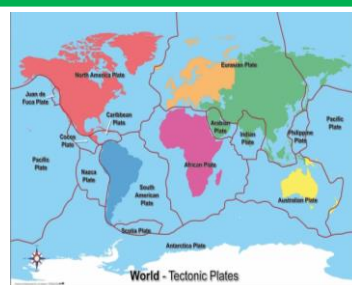 North America Plate
Eurasian Plate
Juan de
Fuca Plate
Caribbean
Plate
Cocos
Plate
Arabian
Plate
Indian
Plate
Philippine
Plate
Pacific
Plate
Pacific
Plate
Nazca
Plate
South
American
Plate
African Plate
Australian Plate
Scotia Plate
Antarctica Plate
World - Tectonic Plates